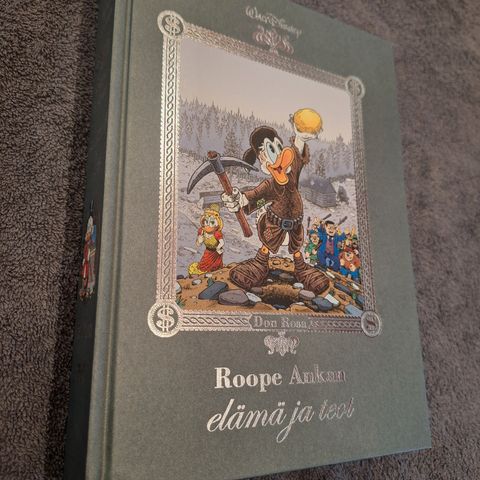 Walt Disney
Don Rosa
Roope Ankan
elämä ja teot